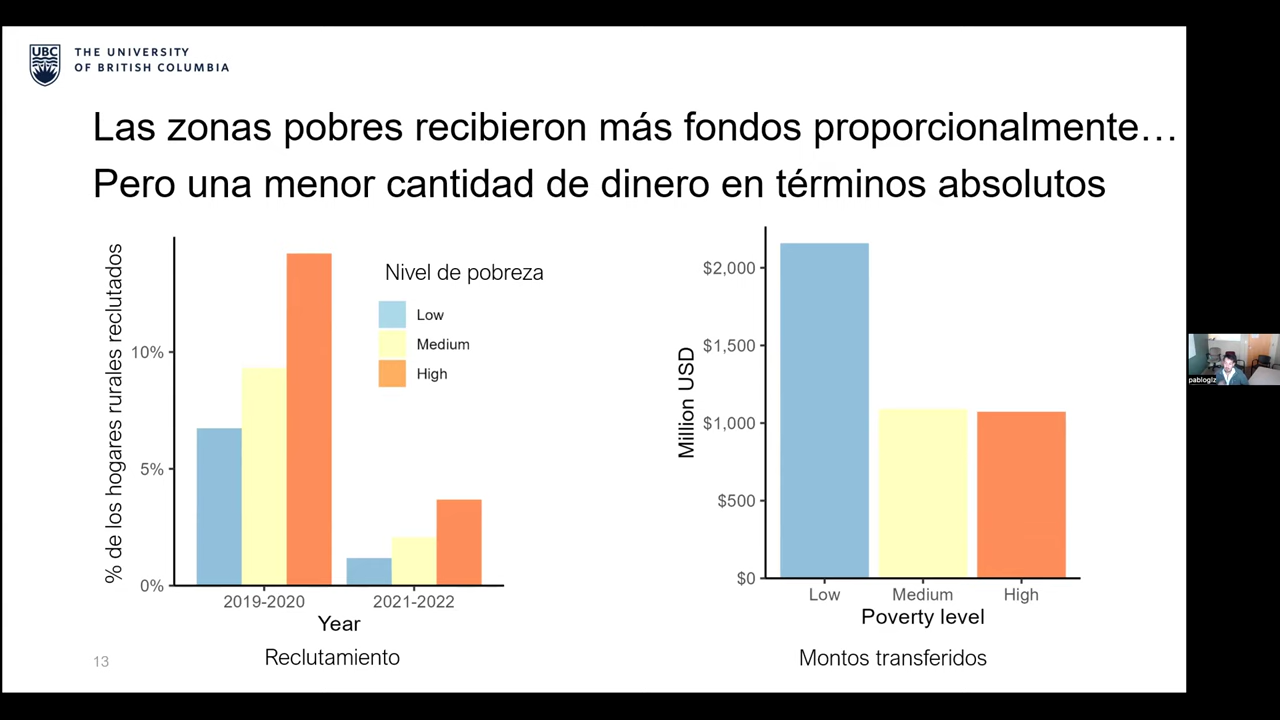 UBC
THE UNIVERSITY
OF BRITISH COLUMBIA
Las zonas pobres recibieron más fondos proporcionalmente…
Pero una menor cantidad de dinero en términos absolutos
% de los hogares rurales reclutados
10%
5%
0%
2019-2020
2021-2022
Year
Reclutamiento
Nivel de pobreza
Low
Medium
High
Million USD
$2,000
$1,500
$1,000
$500
$0
Low
Medium
High
Poverty level
Montos transferidos
13
pabloglz